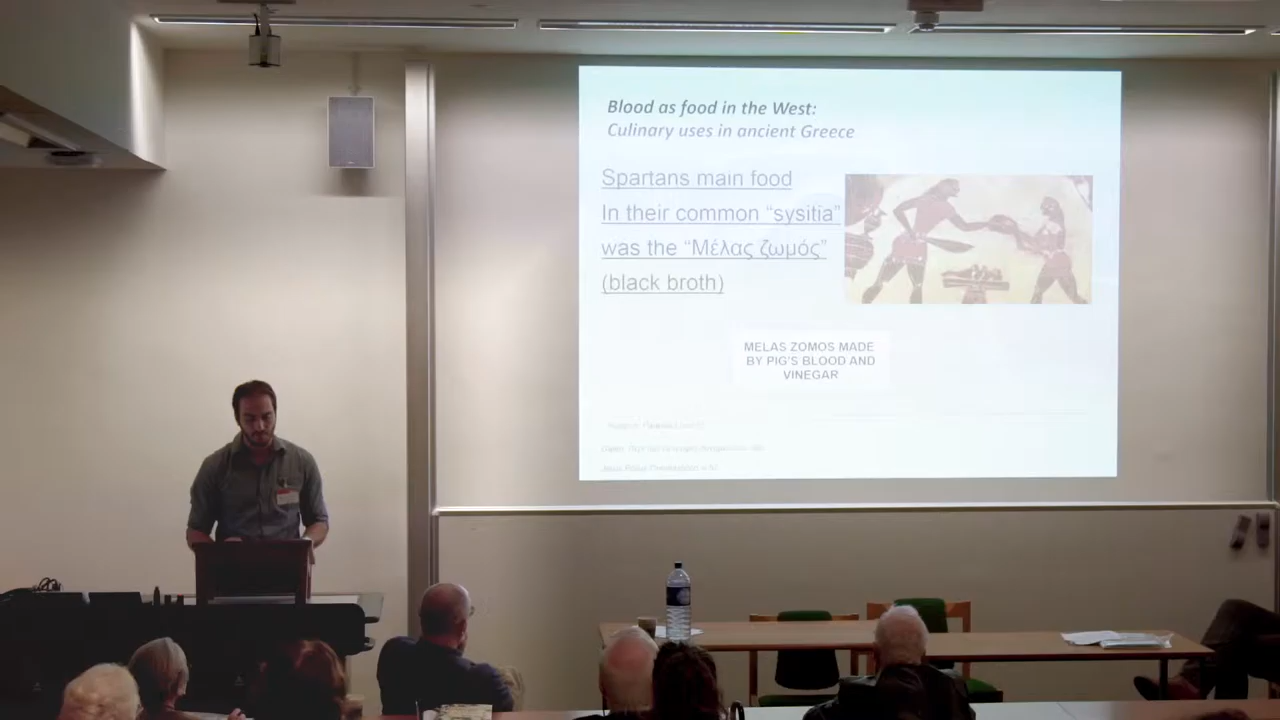 Blood as food in the West:
Culinary uses in ancient Greece
Spartans main food
In their common “sysitia”
was the “Μέλας ζωμός”
(black broth)
MELAS ZOMOS MADE
BY PIG'S BLOOD AND
VINEGAR